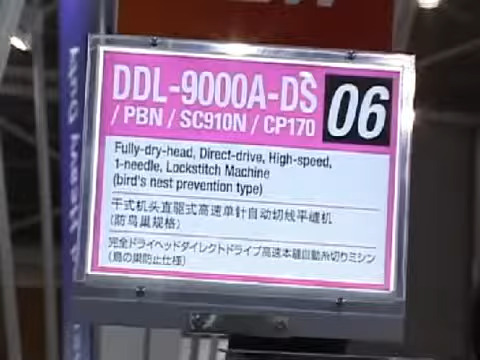 DDL-9000A-DS
/ PBN / SC910N / CP170
06
Fully-dry-head, Direct-drive, High-speed,
1-needle, Lockstitch Machine
(bird's nest prevention type)
干式机头直驱式高速单针自动切线平缝机
(防鸟巢规格)
完全ドライヘッドダイレクトドライブ高速本縫自動糸切りミシン
(鳥の巣防止仕様)